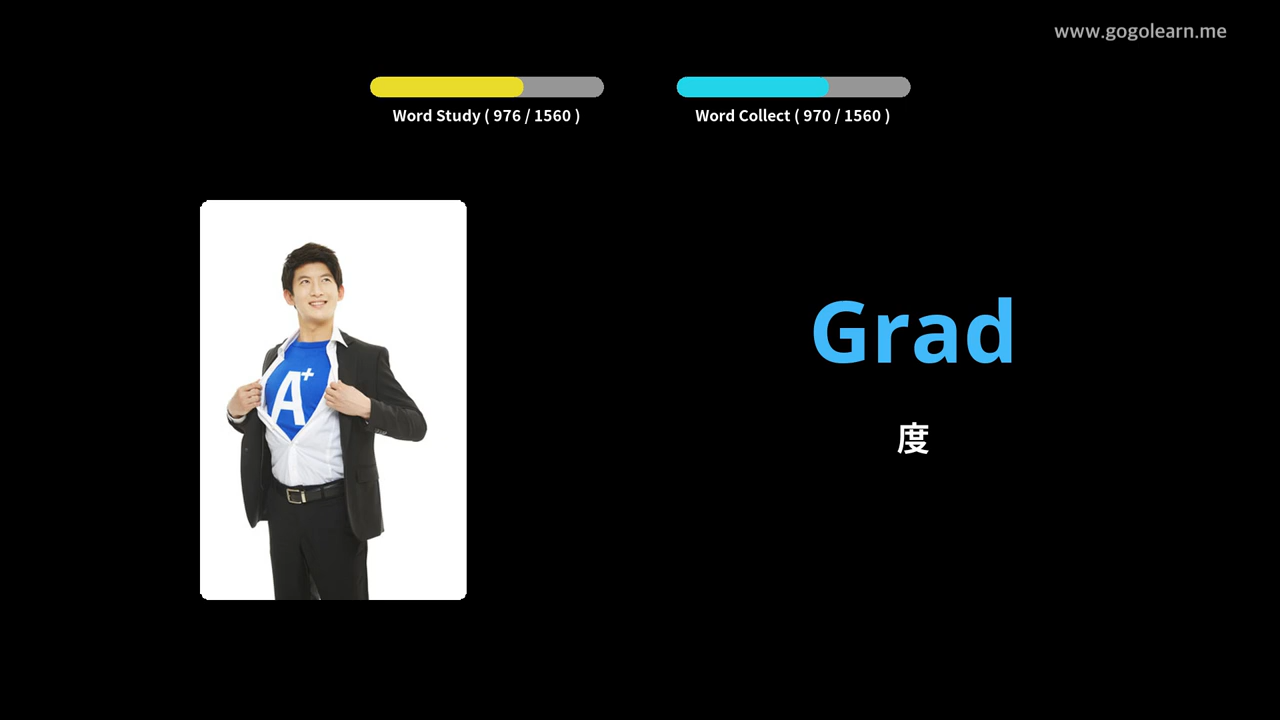 www.gogolearn.me
Word Study ( 976 / 1560 )
Word Collect ( 970 / 1560 )
A+
Grad
度